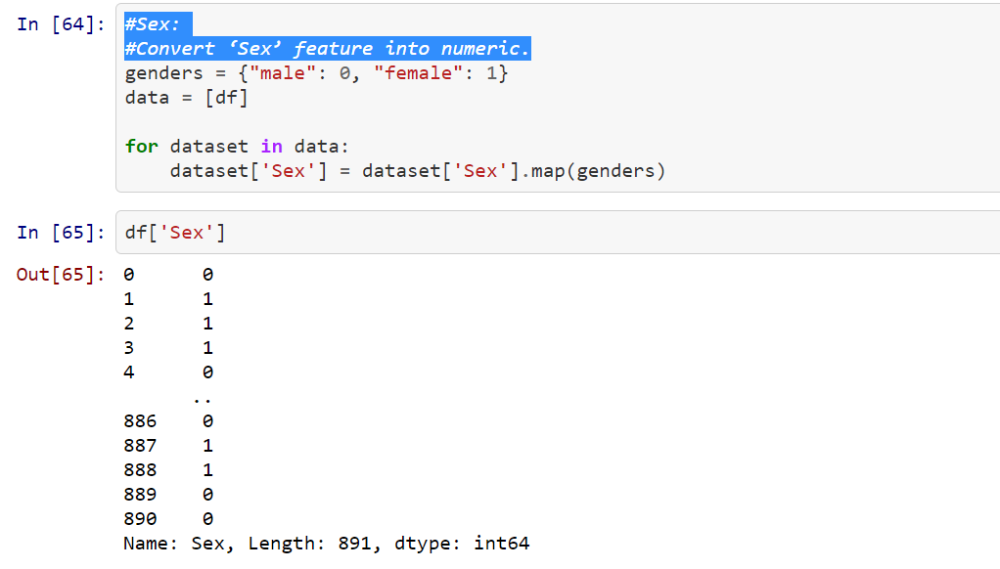 In [64]: #Sex:
#Convert ‘Sex’ feature into numeric.
genders = {"male": 0, "female": 1}
data = [df]

for dataset in data:
    dataset['Sex'] = dataset['Sex'].map(genders)

In [65]: df['Sex']

Out[65]: 0      0
1      1
2      1
3      1
4      0
      ..
886    0
887    1
888    1
889    0
890    0
Name: Sex, Length: 891, dtype: int64